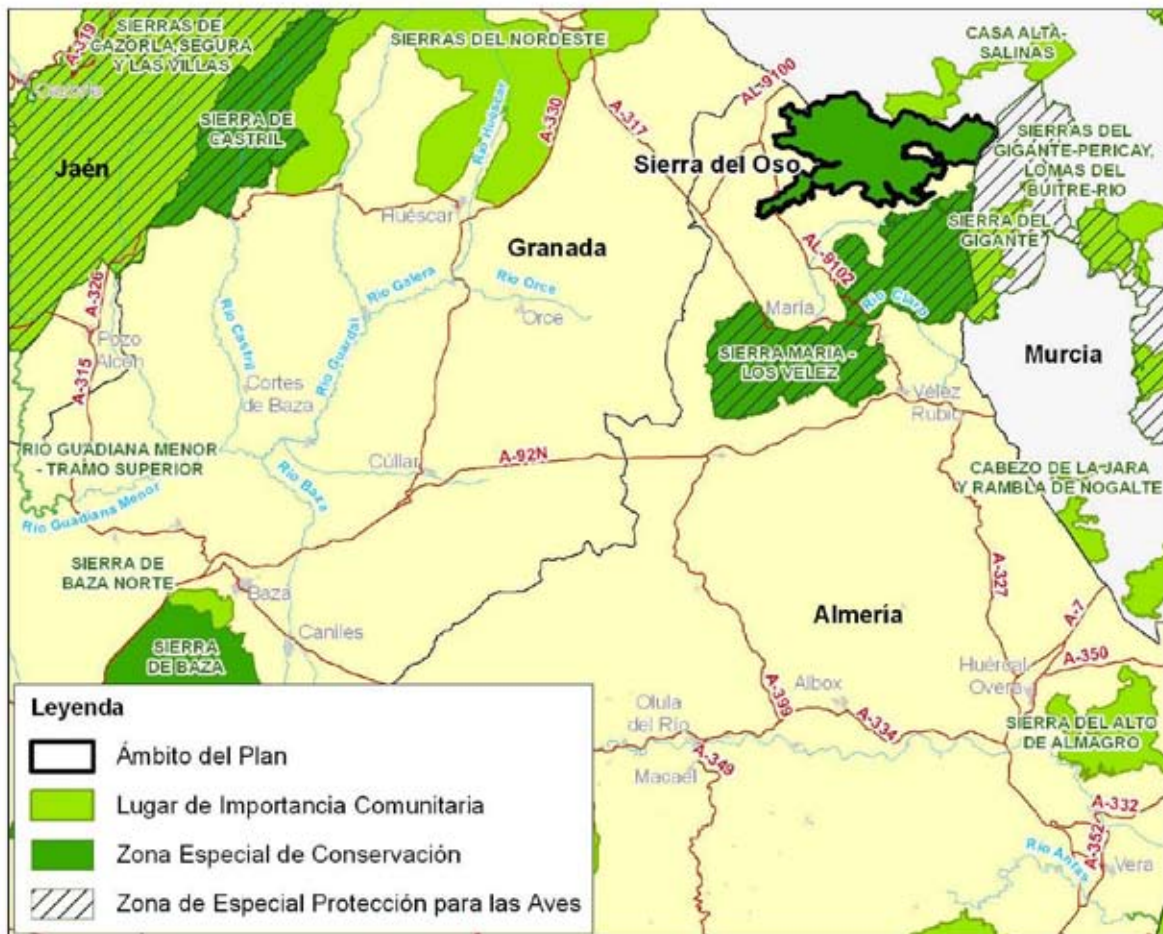 SIERRAS DE
CAZORLA, SEGURA
Y LAS VILLAS
A-319
Cazorla
SIERRAS DEL NORDESTE
CASA ALTA-
SALINAS
SIERRA DE
CASTRIL
Río Huéscar
A-330
A-317
AL-9100
Jaén
Sierra del Oso
SIERRAS DEL
GIGANTE-PERICAY,
LOMAS DEL
BUITRE-RIO
Huéscar
Granada
SIERRA DEL
GIGANTE
AL-9102
A-326
Río Galera
Río Orce
Orce
María
Río Claro
Río Castril
Río Guardal
Pozo
Alcón
A-315
Cortes
de Baza
SIERRA MARIA -
LOS VELEZ
Murcia
Vélez
Rubio
RIO GUADIANA MENOR
- TRAMO SUPERIOR
Cúllar
A-92N
Río Baza
Río Guadiana Menor
CABEZO DE LA JARA
Y RAMBLA DE NOGALTE
SIERRA DE
BAZA NORTE
Baza
A-327
Almería
A-7
Caniles
SIERRA
DE BAZA
A-350
Huércal
Overa
Leyenda
Ámbito del Plan
Lugar de Importancia Comunitaria
Zona Especial de Conservación
Zona de Especial Protección para las Aves
Olula
del Río
A-399
Albox
A-334
SIERRA DEL ALTO
DE ALMAGRO
Macael
A-349
A-332
A-352
Río Antas
Vera